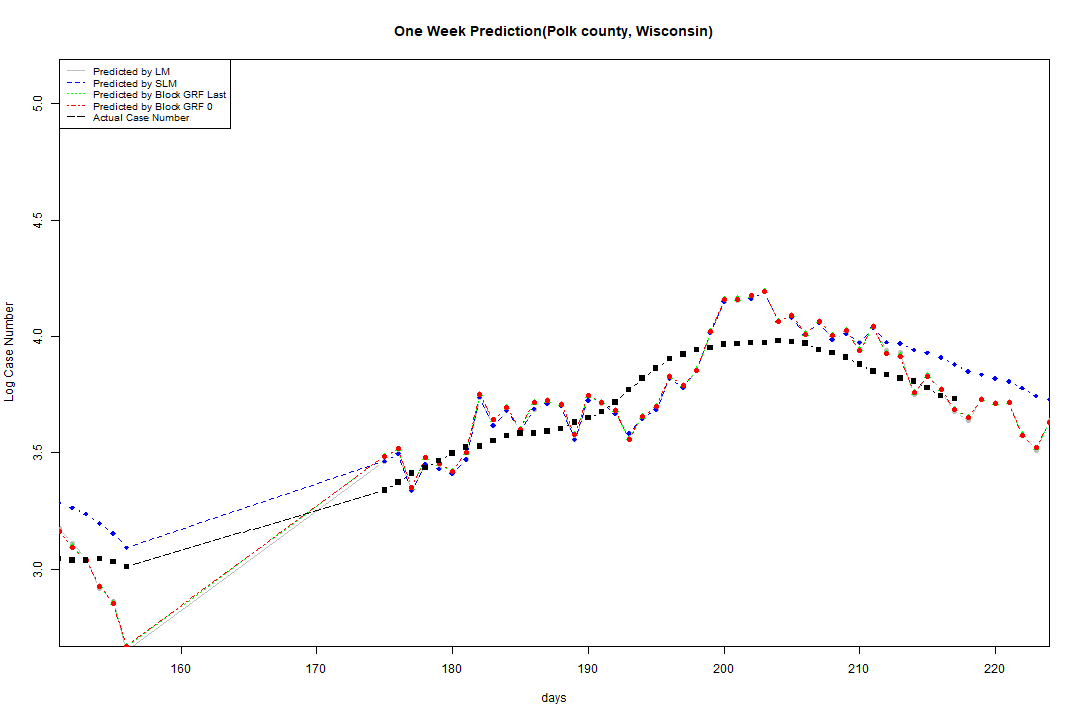 One Week Prediction(Polk county, Wisconsin)
Predicted by LM
Predicted by SLM
Predicted by Block GRF Last
Predicted by Block GRF 0
Actual Case Number
5.0
4.5
4.0
3.5
3.0
Log Case Number
160 170 180 190 200 210 220
days